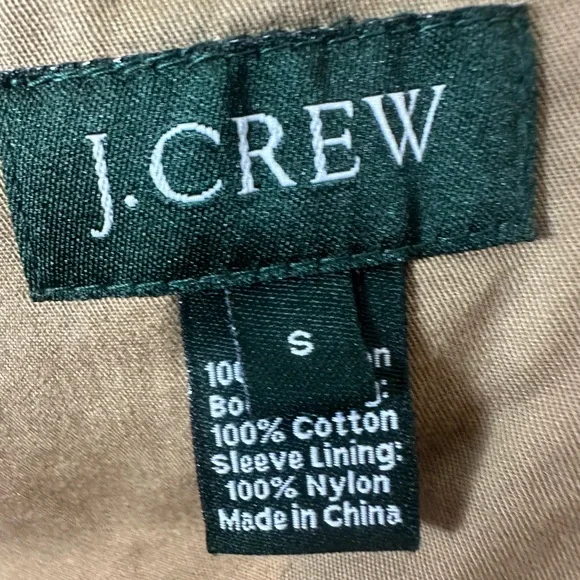 J.CREW
S
100% Cotton
Sleeve Lining:
100% Nylon
Made in China